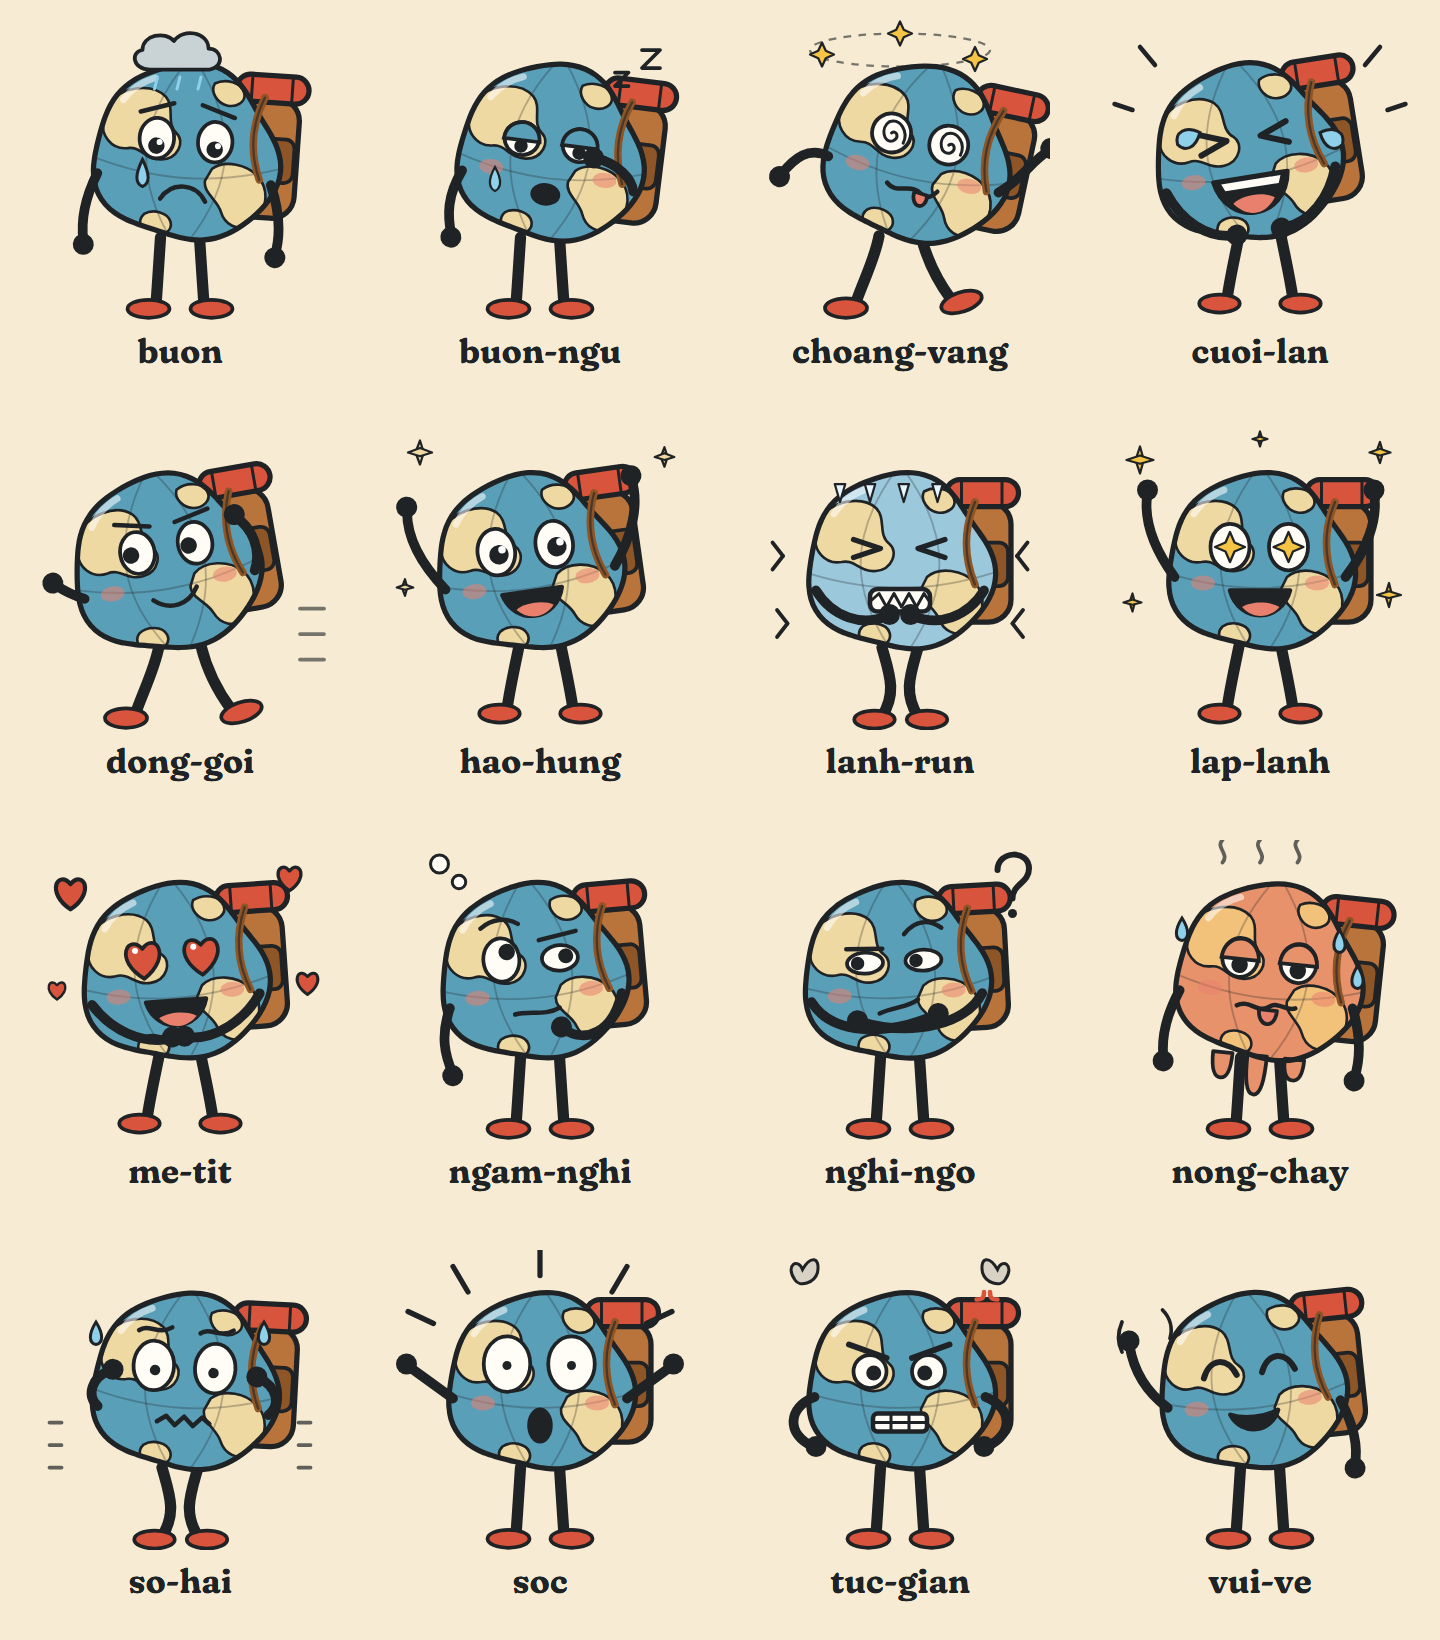 z
Z
buon
buon-ngu
choang-vang
cuoi-lan
dong-goi
hao-hung
lanh-run
lap-lanh
?
me-tit
ngam-nghi
nghi-ngo
nong-chay
so-hai
soc
tuc-gian
vui-ve